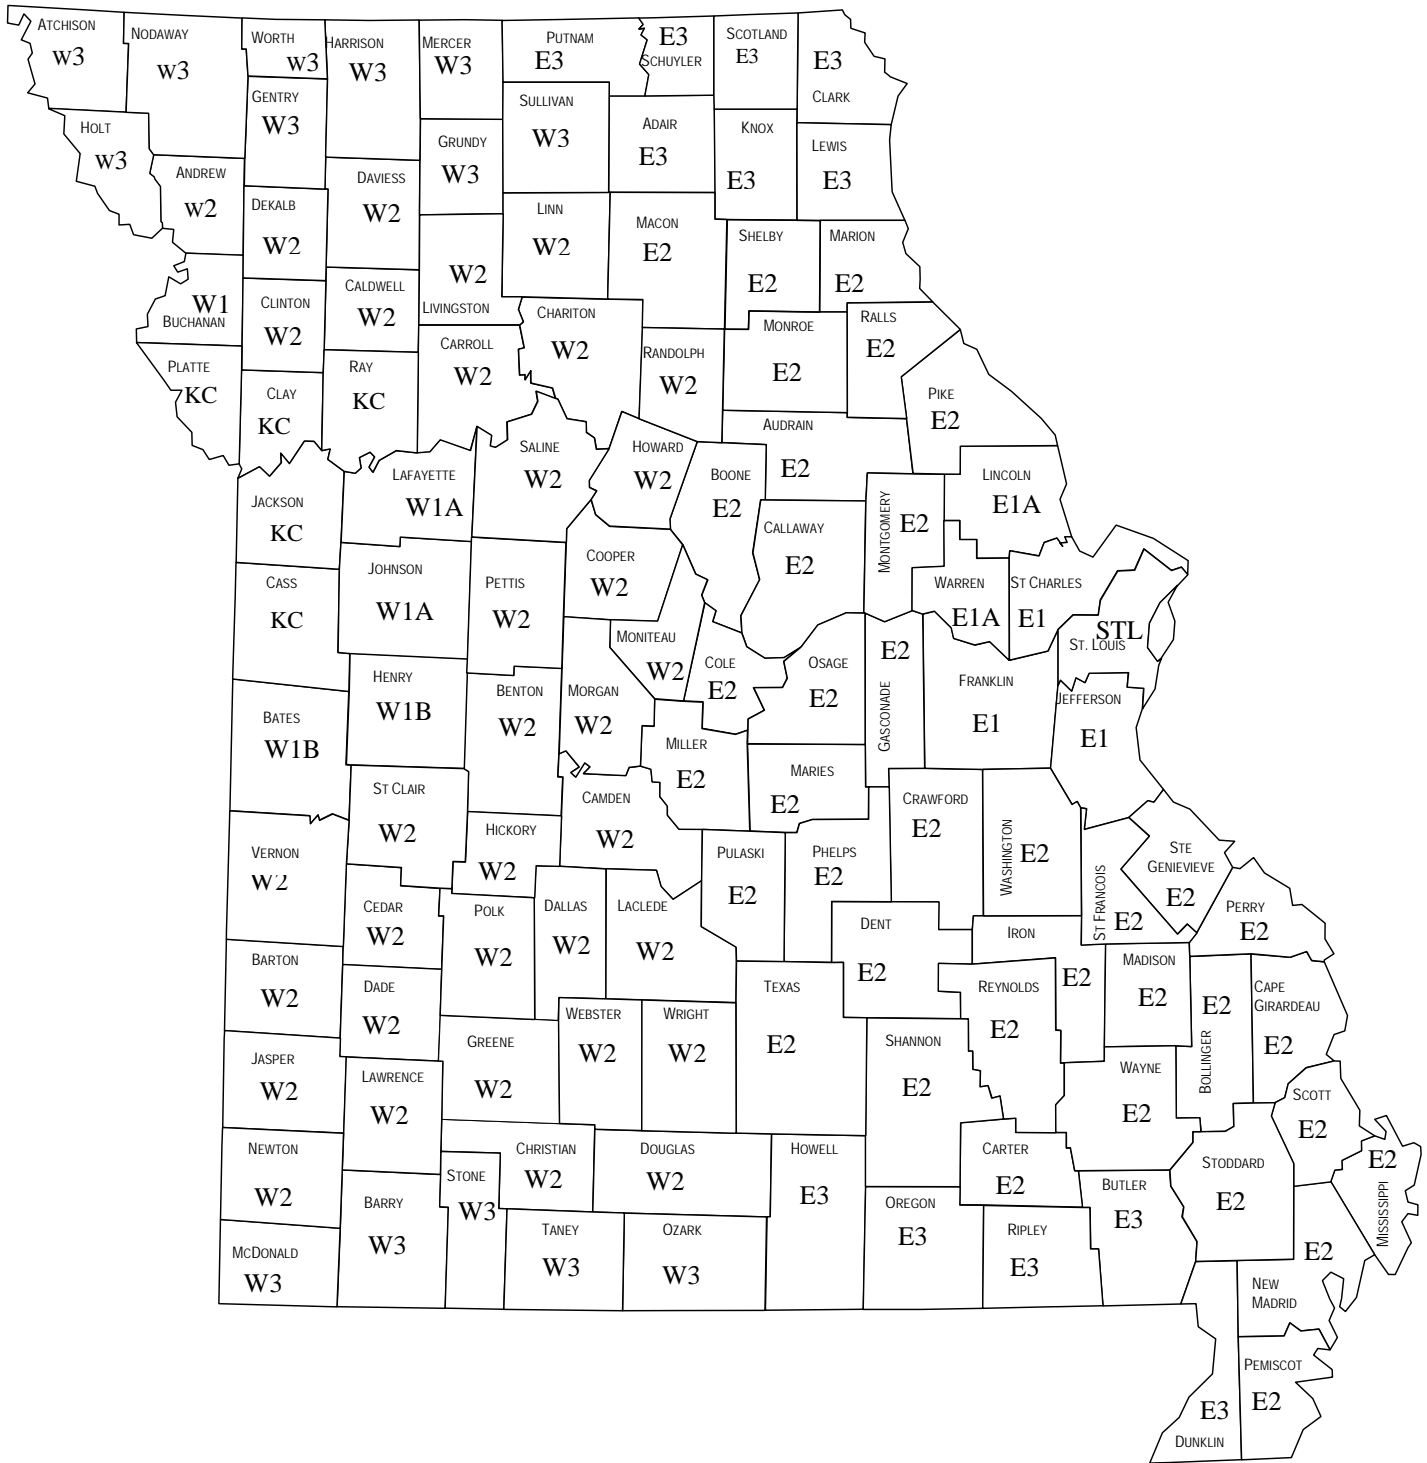 ATCHISON
w3
NODAWAY
w3
WORTH
w3
HARRISON
W3
MERCER
W3
PUTNAM
E3
E3
SCHUYLER
SCOTLAND
E3
E3
CLARK
HOLT
w3
GENTRY
W3
GRUNDY
W3
SULLIVAN
W3
ADAIR
E3
KNOX
E3
LEWIS
E3
ANDREW
w2
DEKALB
W2
DAVIESS
W2
W2
LIVINGSTON
LINN
W2
MACON
E2
SHELBY
E2
MARION
E2
W1
BUCHANAN
CLINTON
W2
CALDWELL
W2
CARROLL
W2
CHARITON
W2
RANDOLPH
W2
MONROE
E2
RALLS
E2
PIKE
E2
PLATTE
KC
CLAY
KC
RAY
KC
SALINE
W2
HOWARD
W2
BOONE
E2
AUDRAIN
E2
LINCOLN
E1A
JACKSON
KC
LAFAYETTE
W1A
COOPER
W2
CALLAWAY
E2
MONTGOMERY
E2
WARREN
E1A
ST CHARLES
E1
STL
ST. LOUIS
CASS
KC
JOHNSON
W1A
PETTIS
W2
MONITEAU
W2
COLE
E2
OSAGE
E2
E2
GASCONADE
FRANKLIN
E1
JEFFERSON
E1
BATES
W1B
HENRY
W1B
BENTON
W2
MORGAN
W2
MILLER
E2
MARIES
E2
CRAWFORD
E2
WASHINGTON
E2
ST FRANCOIS
E2
STE
GENIEVIEVE
E2
PERRY
E2
VERNON
W2
ST CLAIR
W2
HICKORY
W2
CAMDEN
W2
PULASKI
E2
PHELPS
E2
DENT
E2
IRON
E2
MADISON
E2
E2
BOLLINGER
CAPE
GIRARDEAU
E2
CEDAR
W2
POLK
W2
DALLAS
W2
LACLEDE
W2
BARTON
W2
DADE
W2
TEXAS
E2
REYNOLDS
E2
JASPER
W2
LAWRENCE
W2
GREENE
W2
WEBSTER
W2
WRIGHT
W2
SHANNON
E2
WAYNE
E2
SCOTT
E2
E2
MISSISSIPPI
NEWTON
W2
BARRY
W3
STONE
W3
CHRISTIAN
W2
DOUGLAS
W2
HOWELL
E3
CARTER
E2
BUTLER
E3
STODDARD
E2
MCDONALD
W3
TANEY
W3
OZARK
W3
OREGON
E3
RIPLEY
E3
E2
NEW
MADRID
PEMISCOT
E2
E3
DUNKLIN